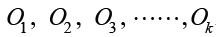 O₁, O₂, O₃, ⋯⋯, Oₖ